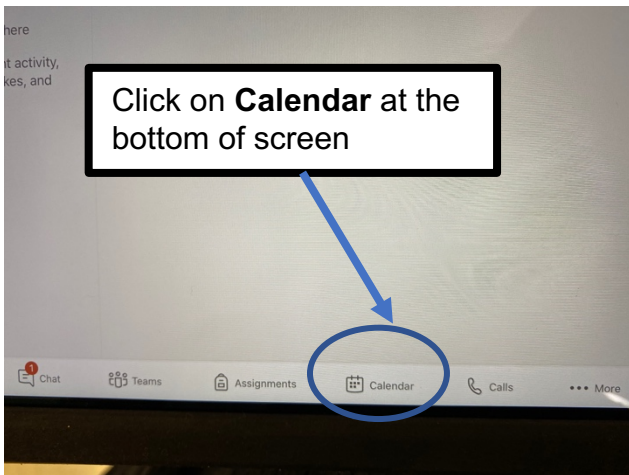 here
t activity,
kes, and
Click on Calendar at the
bottom of screen
1
Chat
Teams
Assignments
Calendar
Calls
More